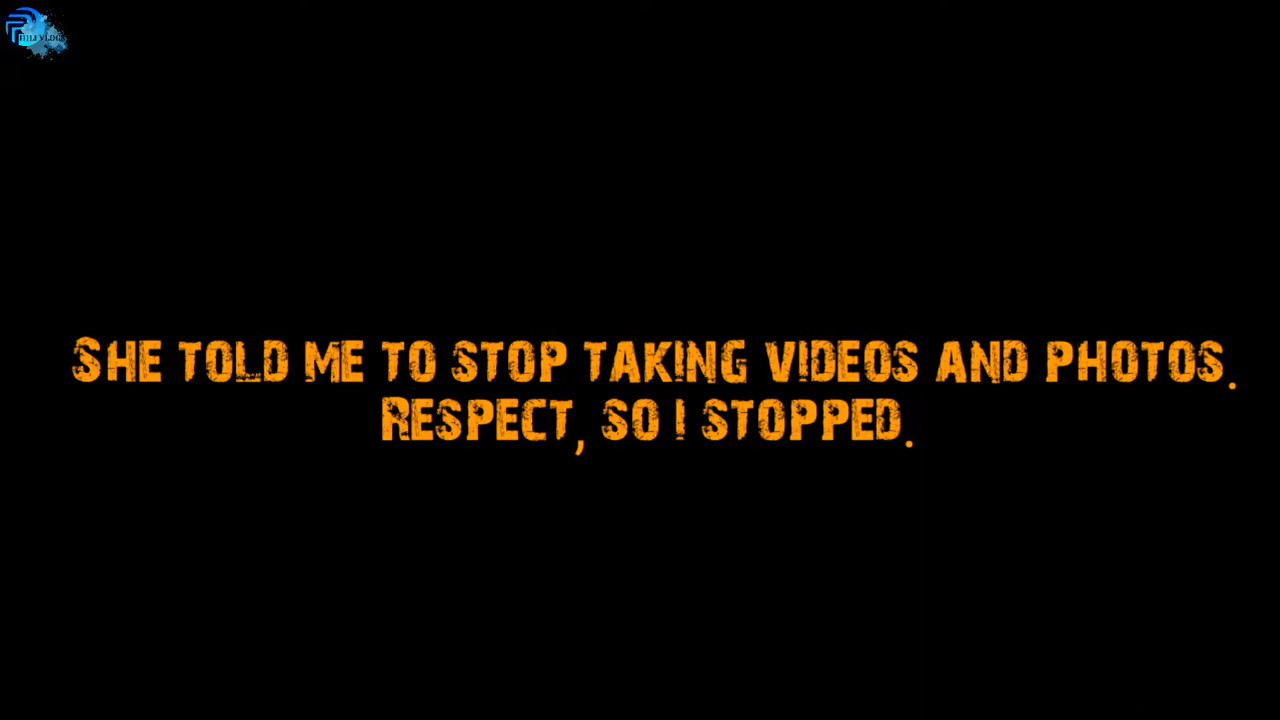 She told me to stop taking videos and photos.
Respect, so I stopped.